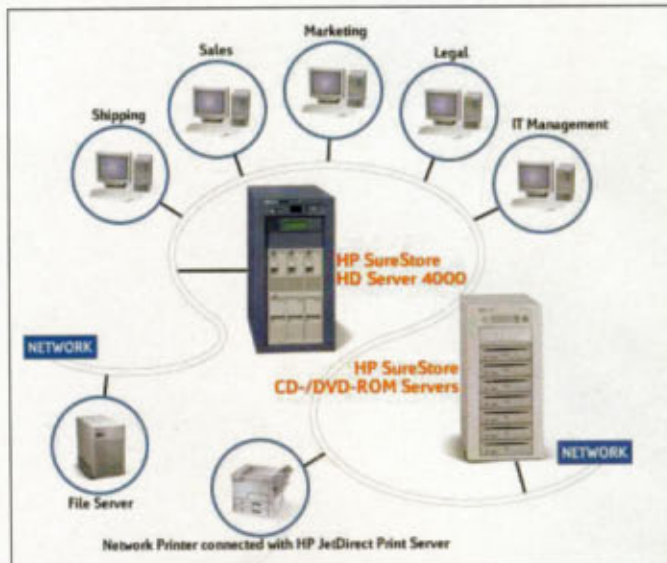 Marketing
Sales
Legal
Shipping
IT Management
HP SureStore
HD Server 4000
NETWORK
HP SureStore
CD-/DVD-ROM Servers
NETWORK
File Server
Network Printer connected with HP JetDirect Print Server